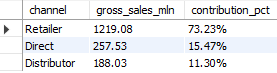 channel gross_sales_mln contribution_pct
Retailer 1219.08 73.23%
Direct 257.53 15.47%
Distributor 188.03 11.30%